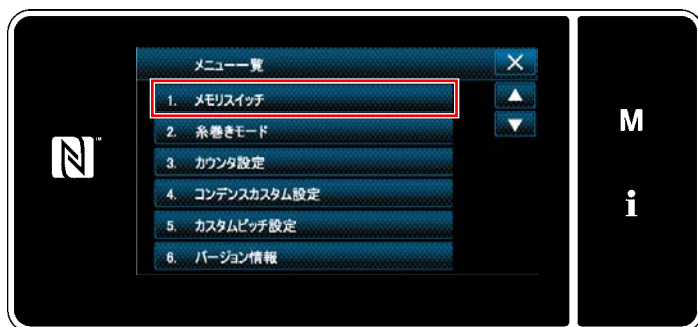 メニュー一覧
1. メモリスイッチ
2. 糸巻きモード
3. カウンタ設定
4. コンデンスカスタム設定
5. カスタムピッチ設定
6. バージョン情報
N
M
i